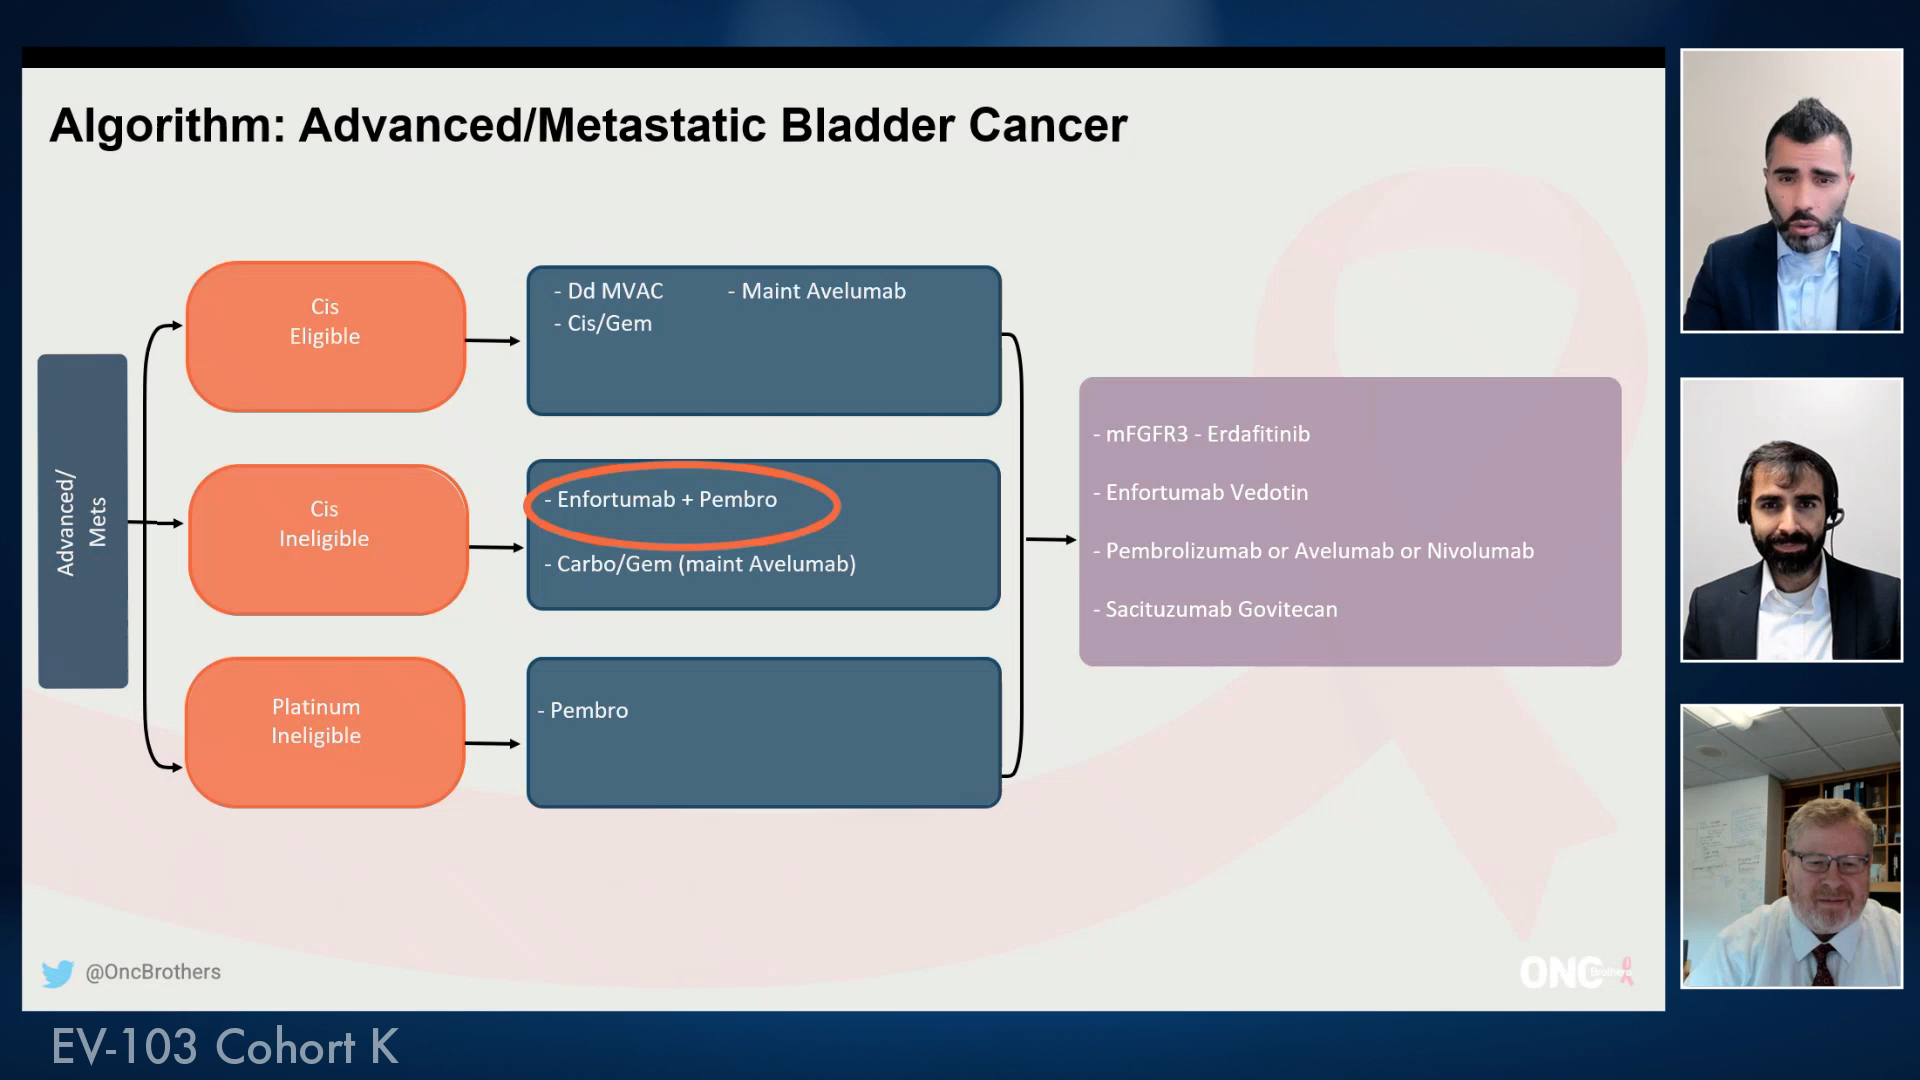 Algorithm: Advanced/Metastatic Bladder Cancer
Advanced/
Mets
Cis
Eligible
- Dd MVAC
- Maint Avelumab
- Cis/Gem
Cis
Ineligible
- Enfortumab + Pembro
- Carbo/Gem (maint Avelumab)
Platinum
Ineligible
- Pembro
- mFGFR3 - Erdafitinib
- Enfortumab Vedotin
- Pembrolizumab or Avelumab or Nivolumab
- Sacituzumab Govitecan
@OncBrothers
ONC Brothers
EV-103 Cohort K